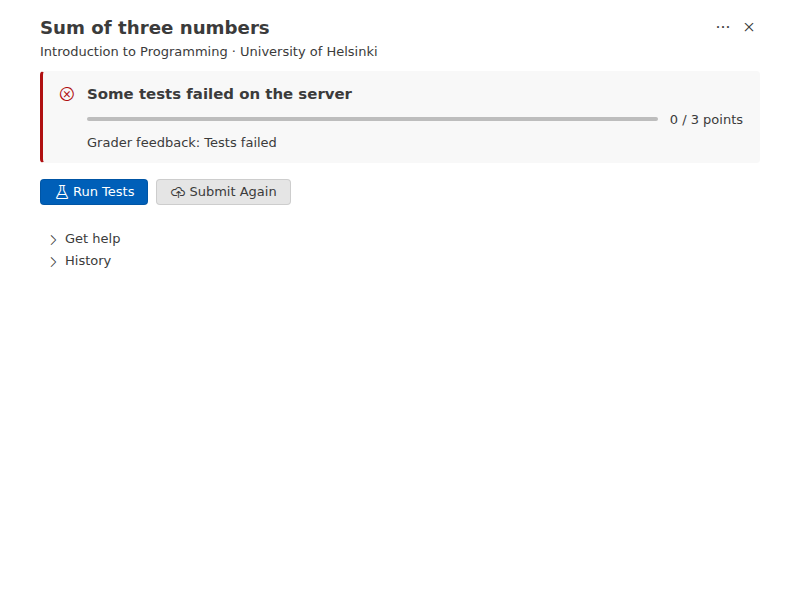 Sum of three numbers
Introduction to Programming · University of Helsinki
Some tests failed on the server
0 / 3 points
Grader feedback: Tests failed
Run Tests
Submit Again
Get help
History